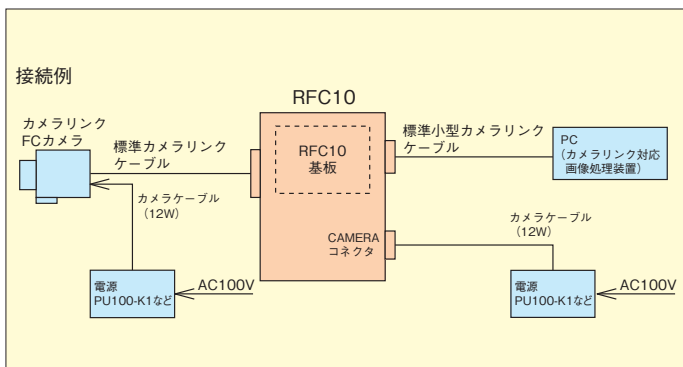 接続例
RFC10
カメラリンク
FCカメラ
標準カメラリンク
ケーブル
RFC10
基板
標準小型カメラリンク
ケーブル
PC
(カメラリンク対応
画像処理装置)
カメラケーブル
(12W)
CAMERA
コネクタ
カメラケーブル
(12W)
電源
PU100-K1など
AC100V
電源
PU100-K1など
AC100V